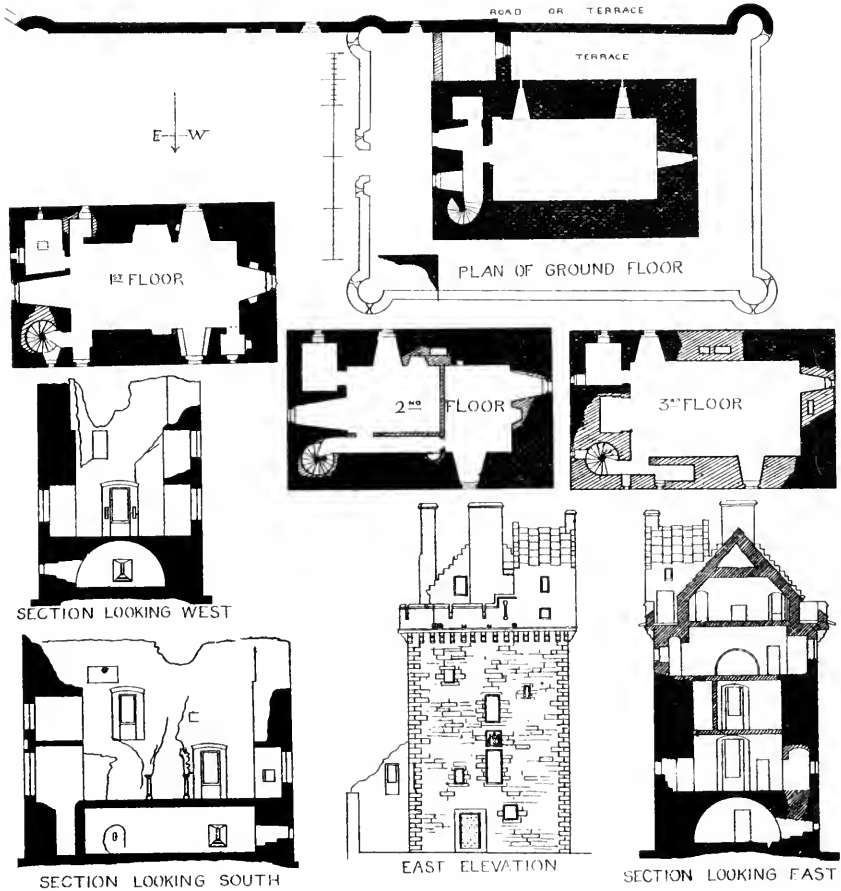 ROAD OR TERRACE
TERRACE
E W
PLAN OF GROUND FLOOR
1ST FLOOR
2ND FLOOR
3RD FLOOR
SECTION LOOKING WEST
SECTION LOOKING SOUTH
EAST ELEVATION
SECTION LOOKING EAST